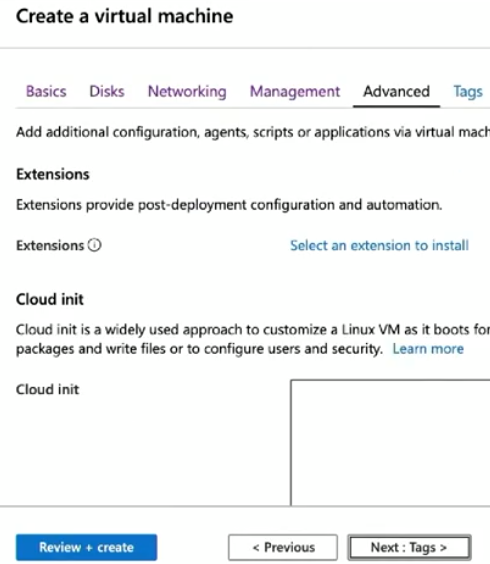 Create a virtual machine
Basics Disks Networking Management Advanced Tags
Add additional configuration, agents, scripts or applications via virtual mach
Extensions
Extensions provide post-deployment configuration and automation.
Extensions Select an extension to install
Cloud init
Cloud init is a widely used approach to customize a Linux VM as it boots for
packages and write files or to configure users and security. Learn more
Cloud init
Review + create < Previous Next : Tags >